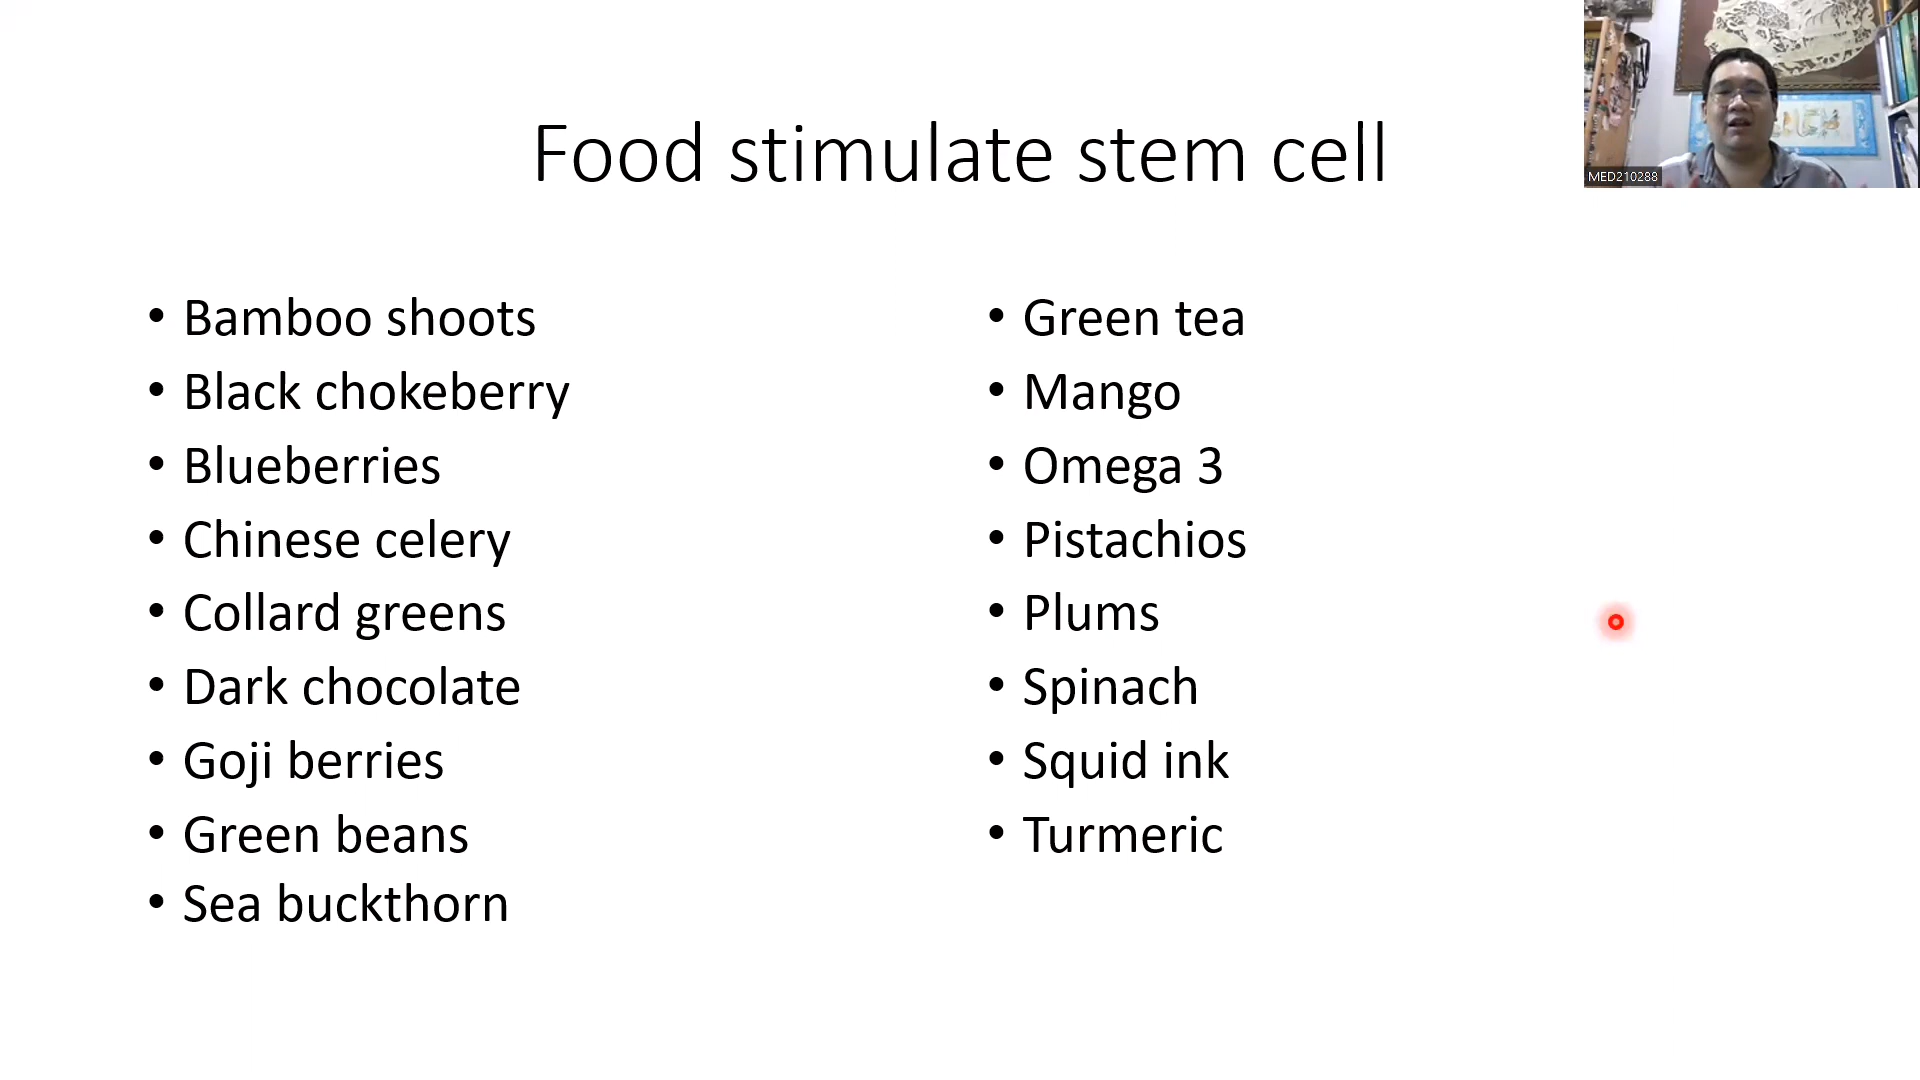 Food stimulate stem cell
MED210288
• Bamboo shoots
• Black chokeberry
• Blueberries
• Chinese celery
• Collard greens
• Dark chocolate
• Goji berries
• Green beans
• Sea buckthorn
• Green tea
• Mango
• Omega 3
• Pistachios
• Plums
• Spinach
• Squid ink
• Turmeric